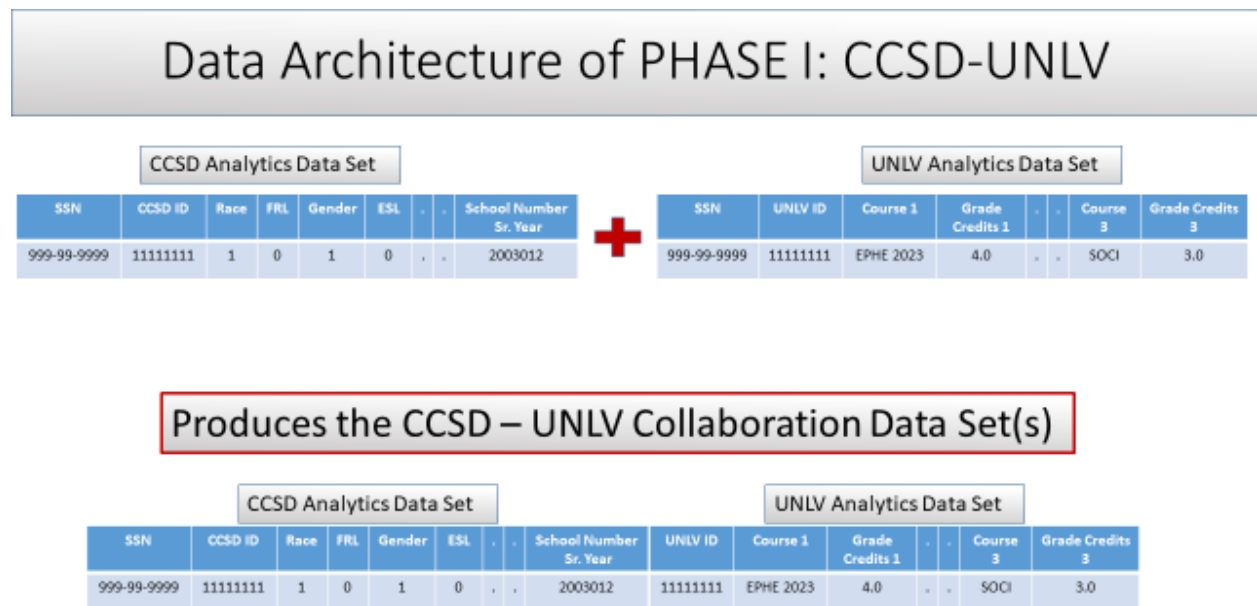 Data Architecture of PHASE I: CCSD-UNLV
CCSD Analytics Data Set
UNLV Analytics Data Set
SSN CCSD ID Race FRL Gender ESL . . School Number Sr. Year
999-99-9999 11111111 1 0 1 0 . . 2003012
SSN UNLV ID Course 1 Grade Credits 1 . . Course 3 Grade Credits 3
999-99-9999 11111111 EPHE 2023 4.0 . . SOCI 3.0
Produces the CCSD – UNLV Collaboration Data Set(s)
CCSD Analytics Data Set
UNLV Analytics Data Set
SSN CCSD ID Race FRL Gender ESL . . School Number Sr. Year UNLV ID Course 1 Grade Credits 1 . . Course 3 Grade Credits 3
999-99-9999 11111111 1 0 1 0 . . 2003012 11111111 EPHE 2023 4.0 . . SOCI 3.0